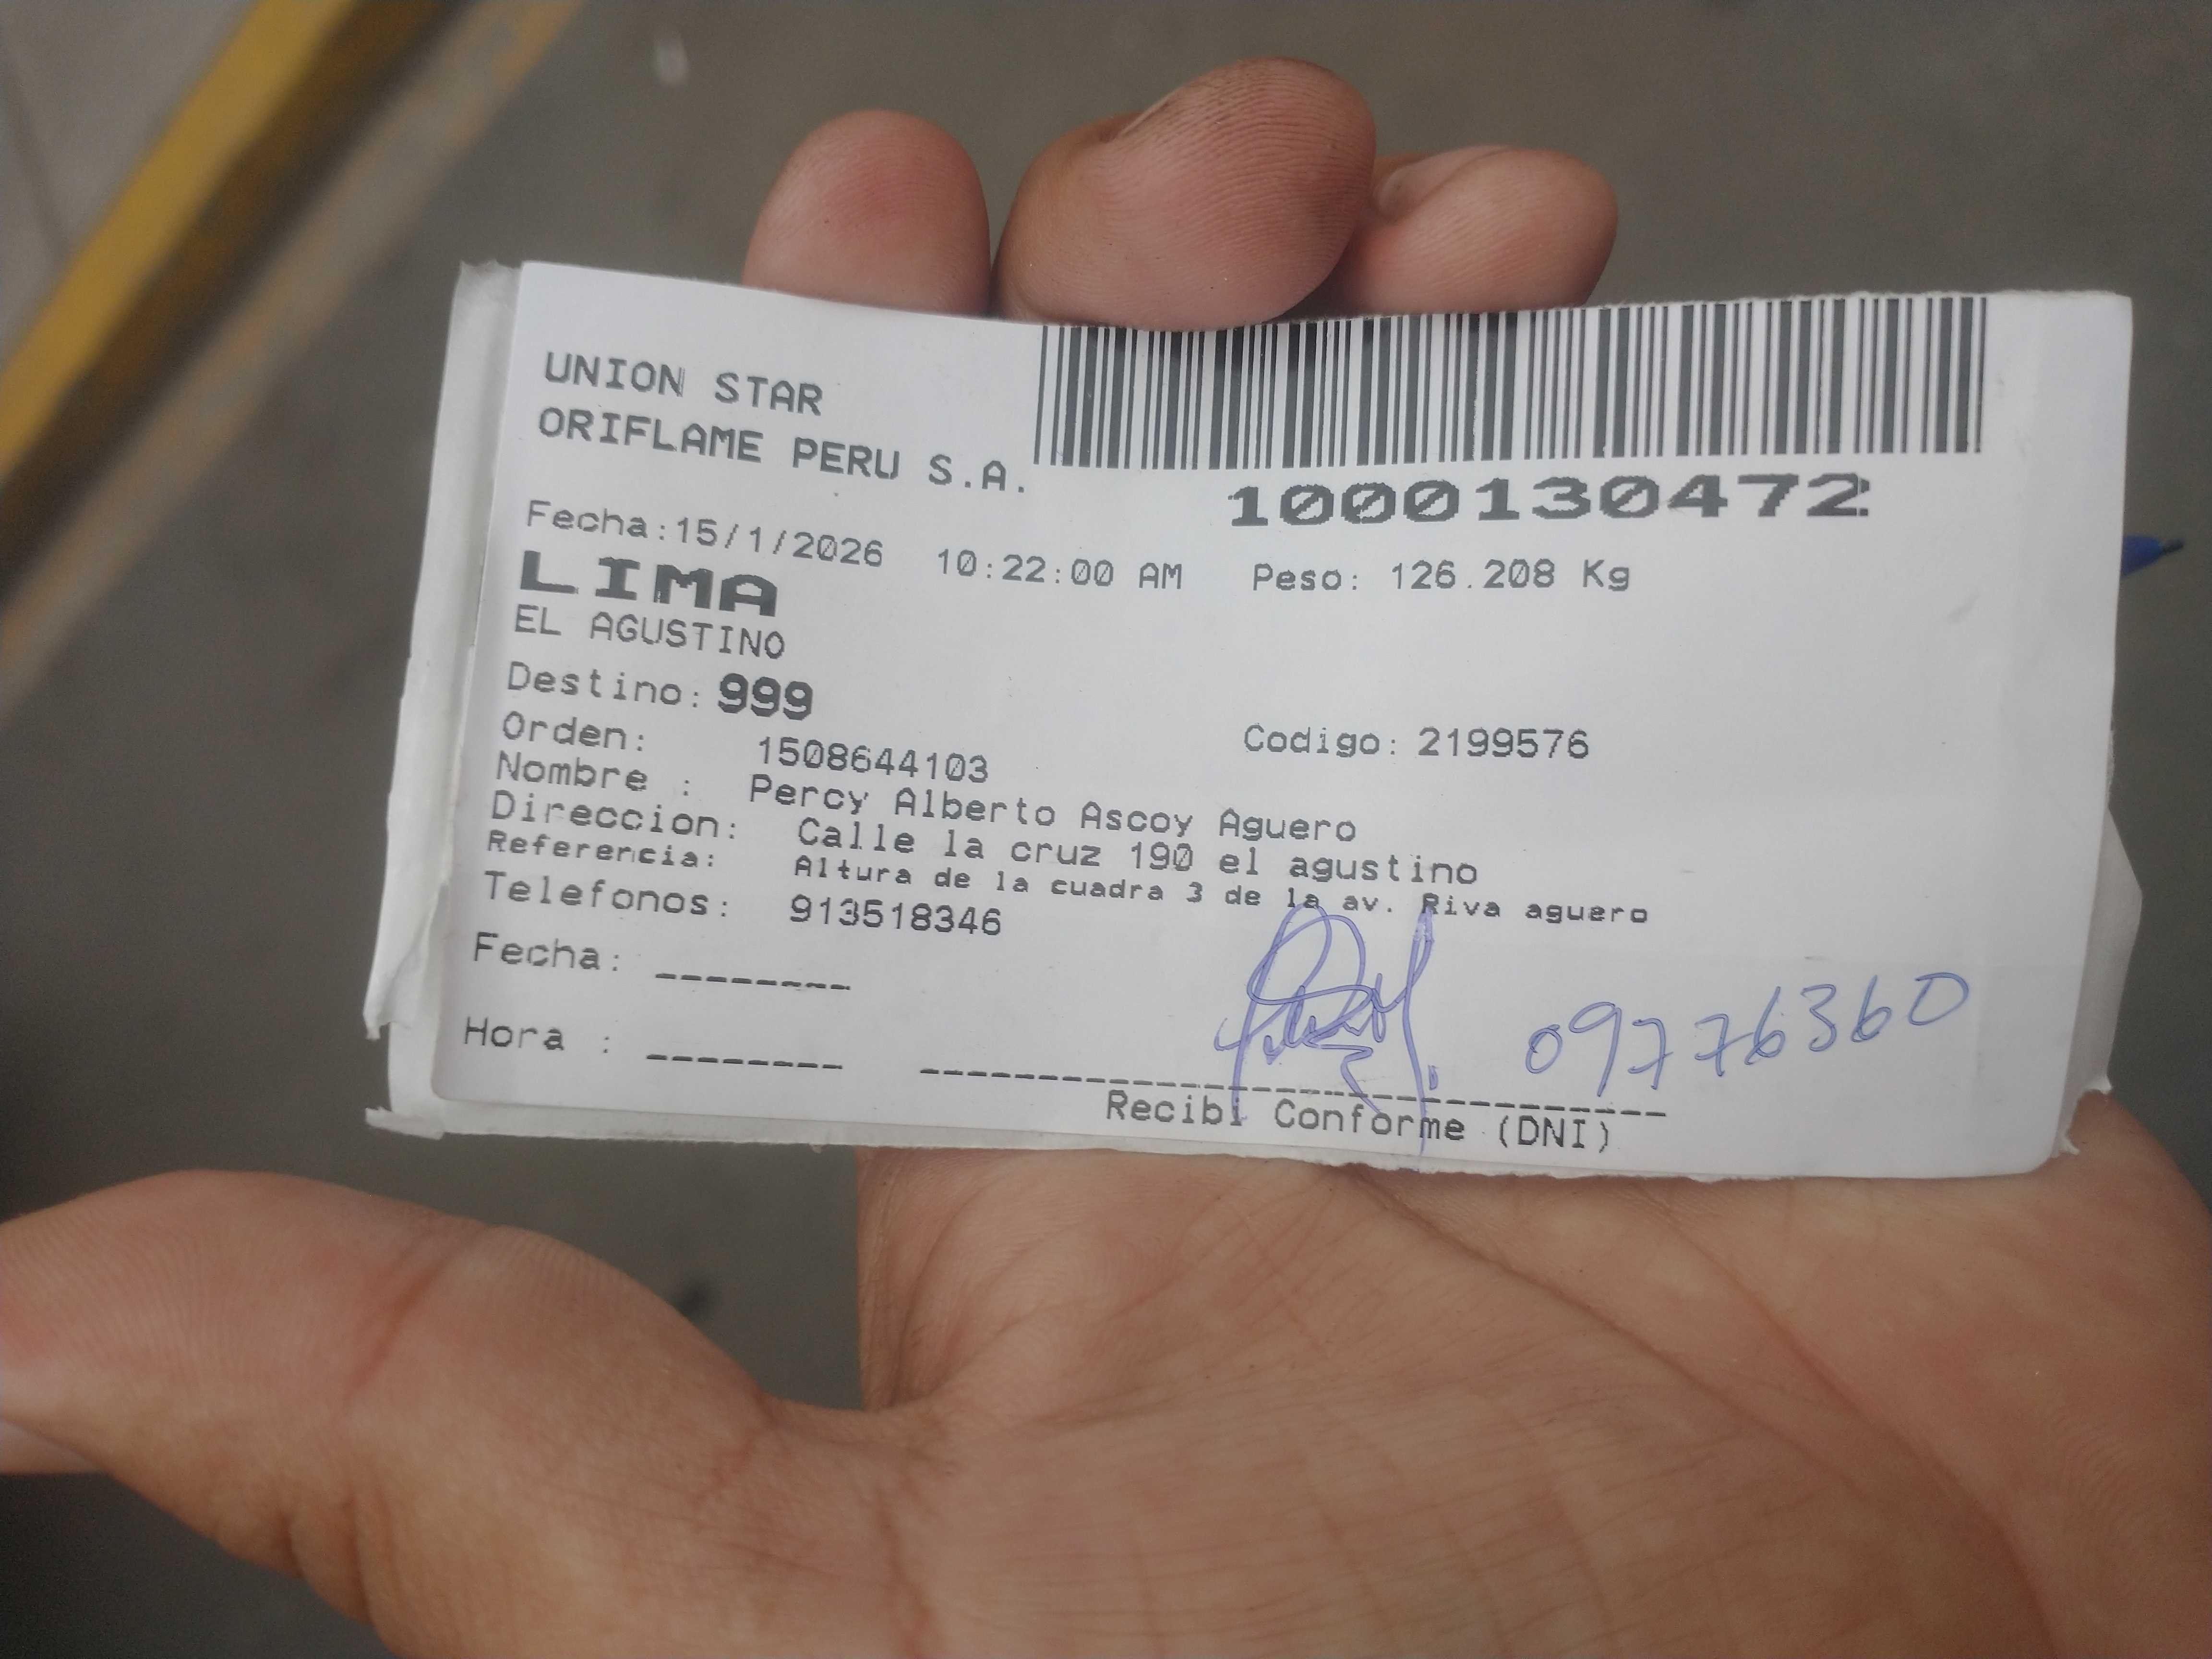 UNION STAR
ORIFLAME PERU S.A.
1000130472
Fecha:15/1/2026 10:22:00 AM Peso: 126.208 Kg
LIMA
EL AGUSTINO
Destino: 999
Orden: 1508644103 Codigo: 2199576
Nombre : Percy Alberto Ascoy Aguero
Direccion: Calle la cruz 190 el agustino
Referencia: Altura de la cuadra 3 de la av. Riva aguero
Telefonos: 913518346
Fecha: --------
09776360
Hora : --------
Recibi Conforme (DNI)